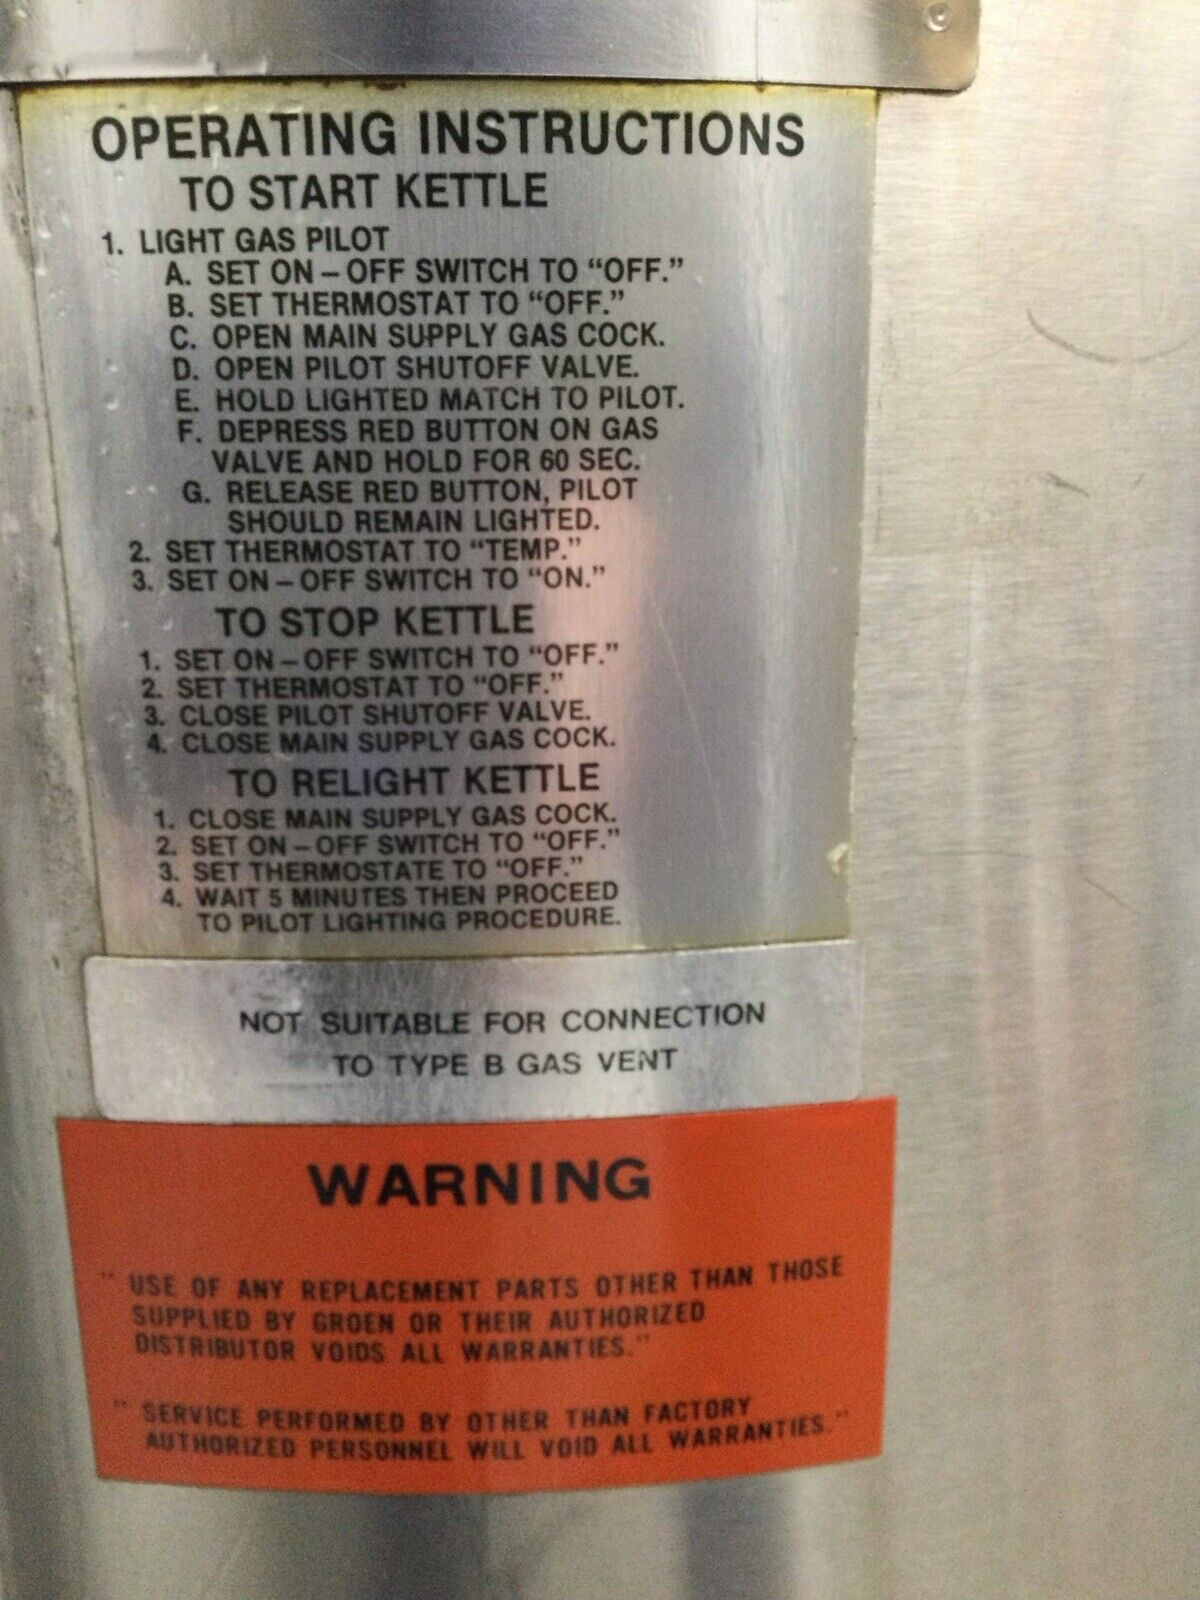 OPERATING INSTRUCTIONS
TO START KETTLE
1. LIGHT GAS PILOT
A. SET ON – OFF SWITCH TO “OFF.”
B. SET THERMOSTAT TO “OFF.”
C. OPEN MAIN SUPPLY GAS COCK.
D. OPEN PILOT SHUTOFF VALVE.
E. HOLD LIGHTED MATCH TO PILOT.
F. DEPRESS RED BUTTON ON GAS
VALVE AND HOLD FOR 60 SEC.
G. RELEASE RED BUTTON, PILOT
SHOULD REMAIN LIGHTED.
2. SET THERMOSTAT TO “TEMP.”
3. SET ON – OFF SWITCH TO “ON.”
TO STOP KETTLE
1. SET ON – OFF SWITCH TO “OFF.”
2. SET THERMOSTAT TO “OFF.”
3. CLOSE PILOT SHUTOFF VALVE.
4. CLOSE MAIN SUPPLY GAS COCK.
TO RELIGHT KETTLE
1. CLOSE MAIN SUPPLY GAS COCK.
2. SET ON – OFF SWITCH TO “OFF.”
3. SET THERMOSTATE TO “OFF.”
4. WAIT 5 MINUTES THEN PROCEED
TO PILOT LIGHTING PROCEDURE.
NOT SUITABLE FOR CONNECTION
TO TYPE B GAS VENT
WARNING
" USE OF ANY REPLACEMENT PARTS OTHER THAN THOSE
SUPPLIED BY GROEN OR THEIR AUTHORIZED
DISTRIBUTOR VOIDS ALL WARRANTIES."
" SERVICE PERFORMED BY OTHER THAN FACTORY
AUTHORIZED PERSONNEL WILL VOID ALL WARRANTIES."